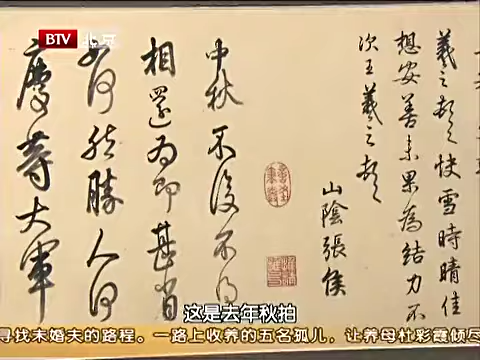 BTV 北京
羲之頓首快雪時晴佳
想安善未果為結力不
次王羲之頓首
山陰張侯
中秋不復不得
相還為即甚省
如何然勝人何
慶等大軍
这是去年秋拍
寻找未婚夫的路程。一路上收养的五名孤儿，让养母杜彩霞倾尽